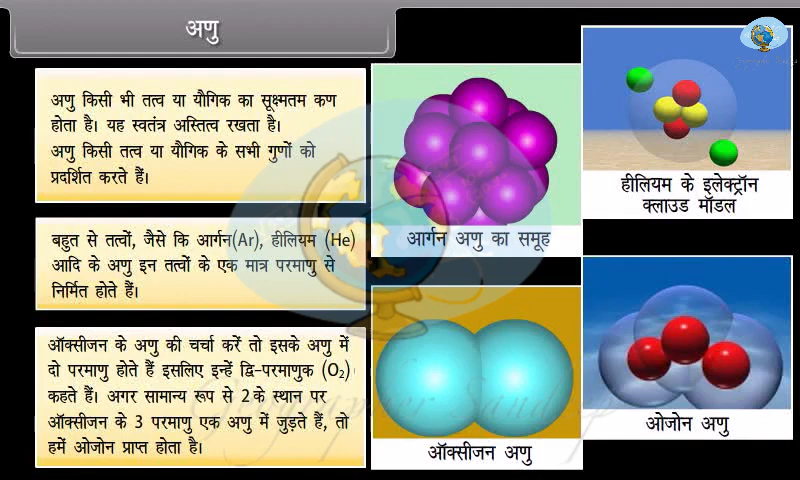 अणु
अणु किसी भी तत्व या यौगिक का सूक्ष्मतम कण
होता है। यह स्वतंत्र अस्तित्व रखता है।
अणु किसी तत्व या यौगिक के सभी गुणों को
प्रदर्शित करते हैं।
बहुत से तत्वों, जैसे कि आर्गन(Ar), हीलियम (He)
आदि के अणु इन तत्वों के एक मात्र परमाणु से
निर्मित होते हैं।
ऑक्सीजन के अणु की चर्चा करें तो इसके अणु में
दो परमाणु होते हैं इसलिए इन्हें द्वि-परमाणुक (O₂)
कहते हैं। अगर सामान्य रूप से 2 के स्थान पर
ऑक्सीजन के 3 परमाणु एक अणु में जुड़ते हैं, तो
हमें ओजोन प्राप्त होता है।
आर्गन अणु का समूह
हीलियम के इलेक्ट्रॉन
क्लाउड मॉडल
ऑक्सीजन अणु
ओजोन अणु